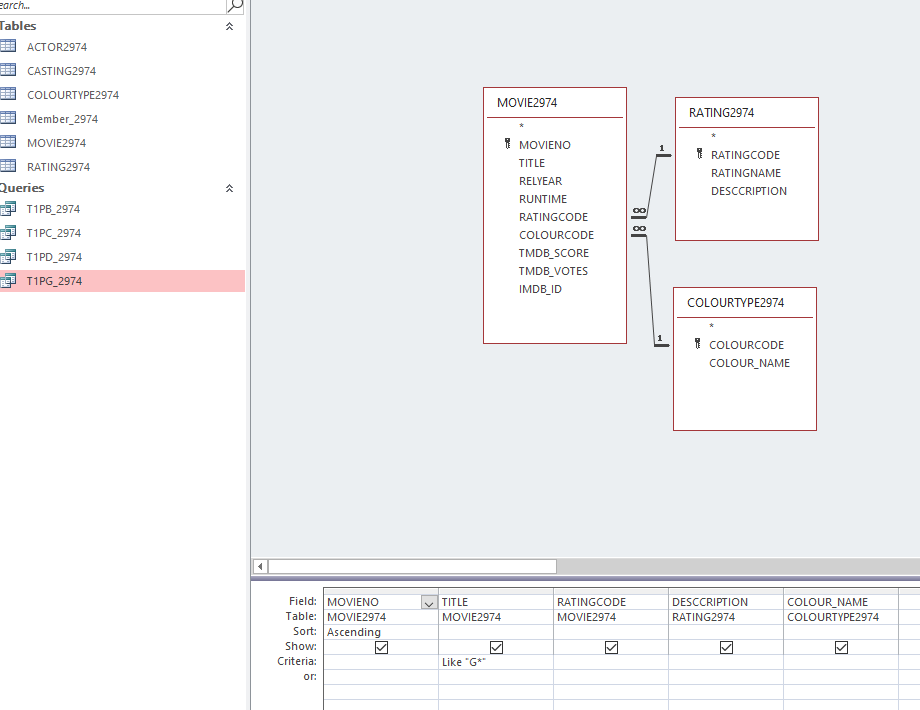 earch...
Tables
ACTOR2974
CASTING2974
COLOURTYPE2974
Member_2974
MOVIE2974
RATING2974
Queries
T1PB_2974
T1PC_2974
T1PD_2974
T1PG_2974
MOVIE2974
*
MOVIENO
TITLE
RELYEAR
RUNTIME
RATINGCODE
COLOURCODE
TMDB_SCORE
TMDB_VOTES
IMDB_ID
1
∞
∞
1
RATING2974
*
RATINGCODE
RATINGNAME
DESCCRIPTION
COLOURTYPE2974
*
COLOURCODE
COLOUR_NAME
Field: MOVIENO TITLE RATINGCODE DESCCRIPTION COLOUR_NAME
Table: MOVIE2974 MOVIE2974 MOVIE2974 RATING2974 COLOURTYPE2974
Sort: Ascending
Show:
Criteria: Like "G*"
or: